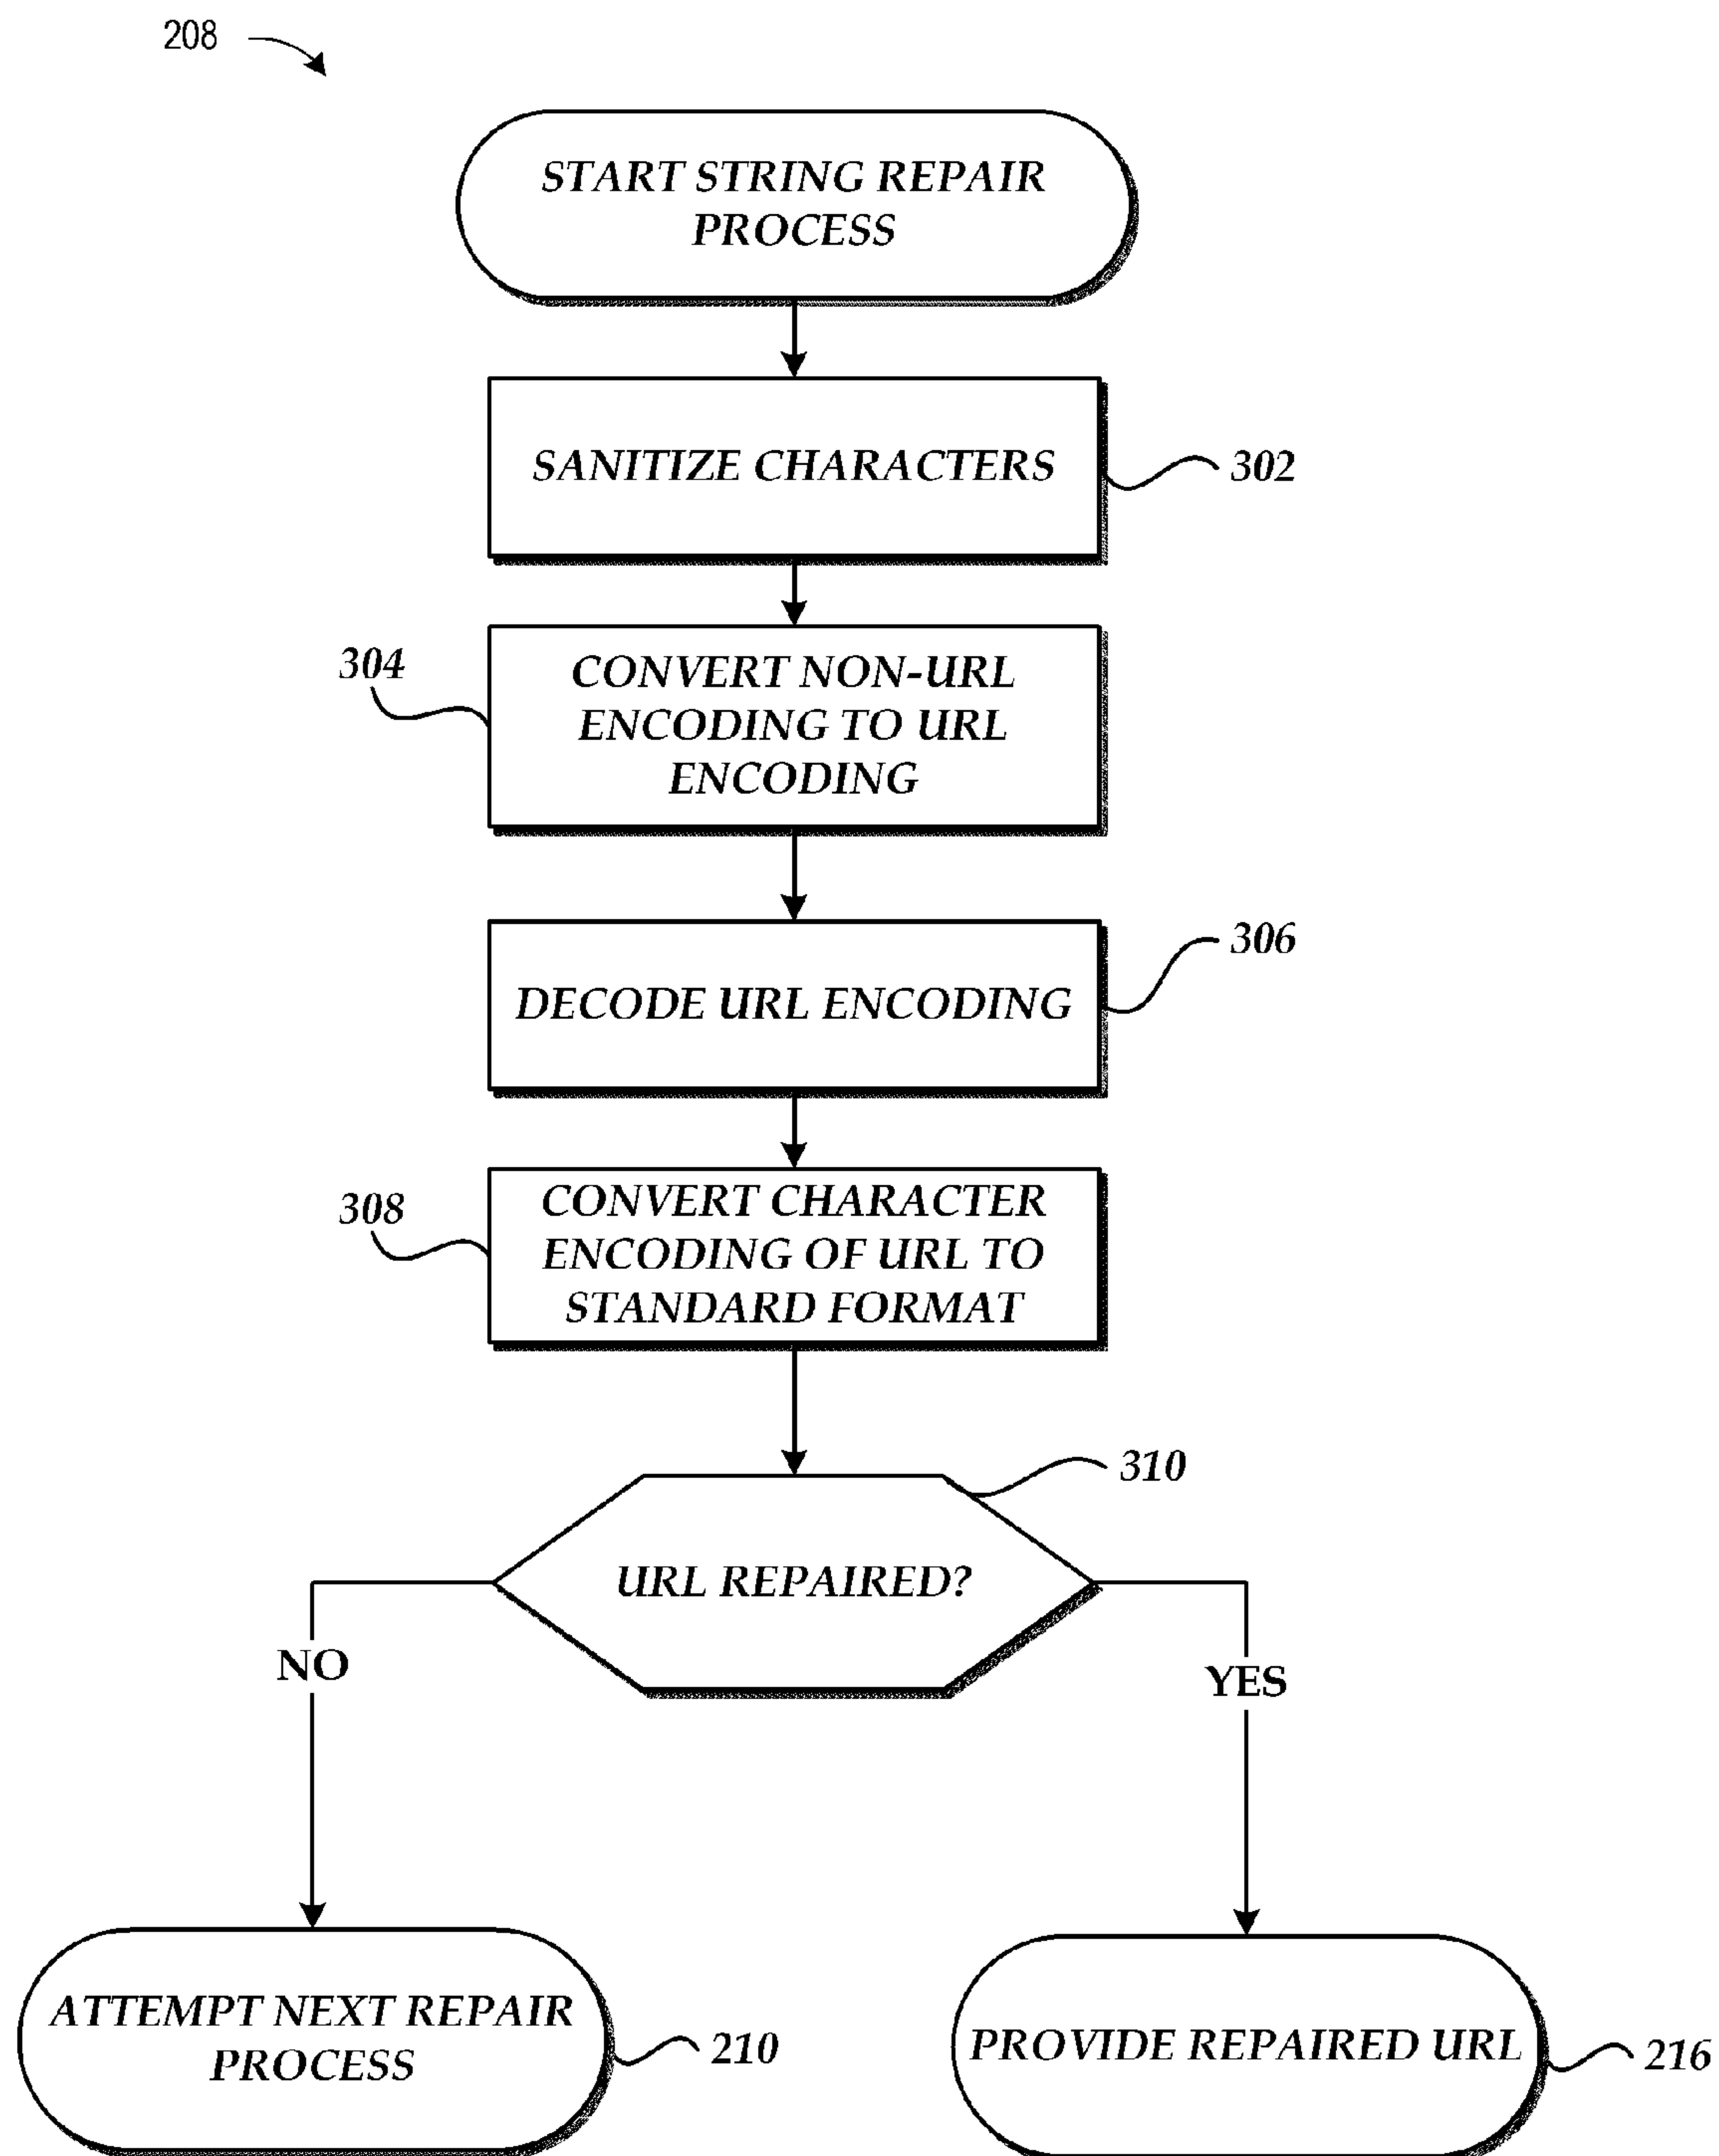 208
START STRING REPAIR
PROCESS
SANITIZE CHARACTERS
302
304
CONVERT NON-URL
ENCODING TO URL
ENCODING
306
DECODE URL ENCODING
308
CONVERT CHARACTER
ENCODING OF URL TO
STANDARD FORMAT
310
URL REPAIRED?
NO
YES
ATTEMPT NEXT REPAIR
PROCESS
210
PROVIDE REPAIRED URL
216